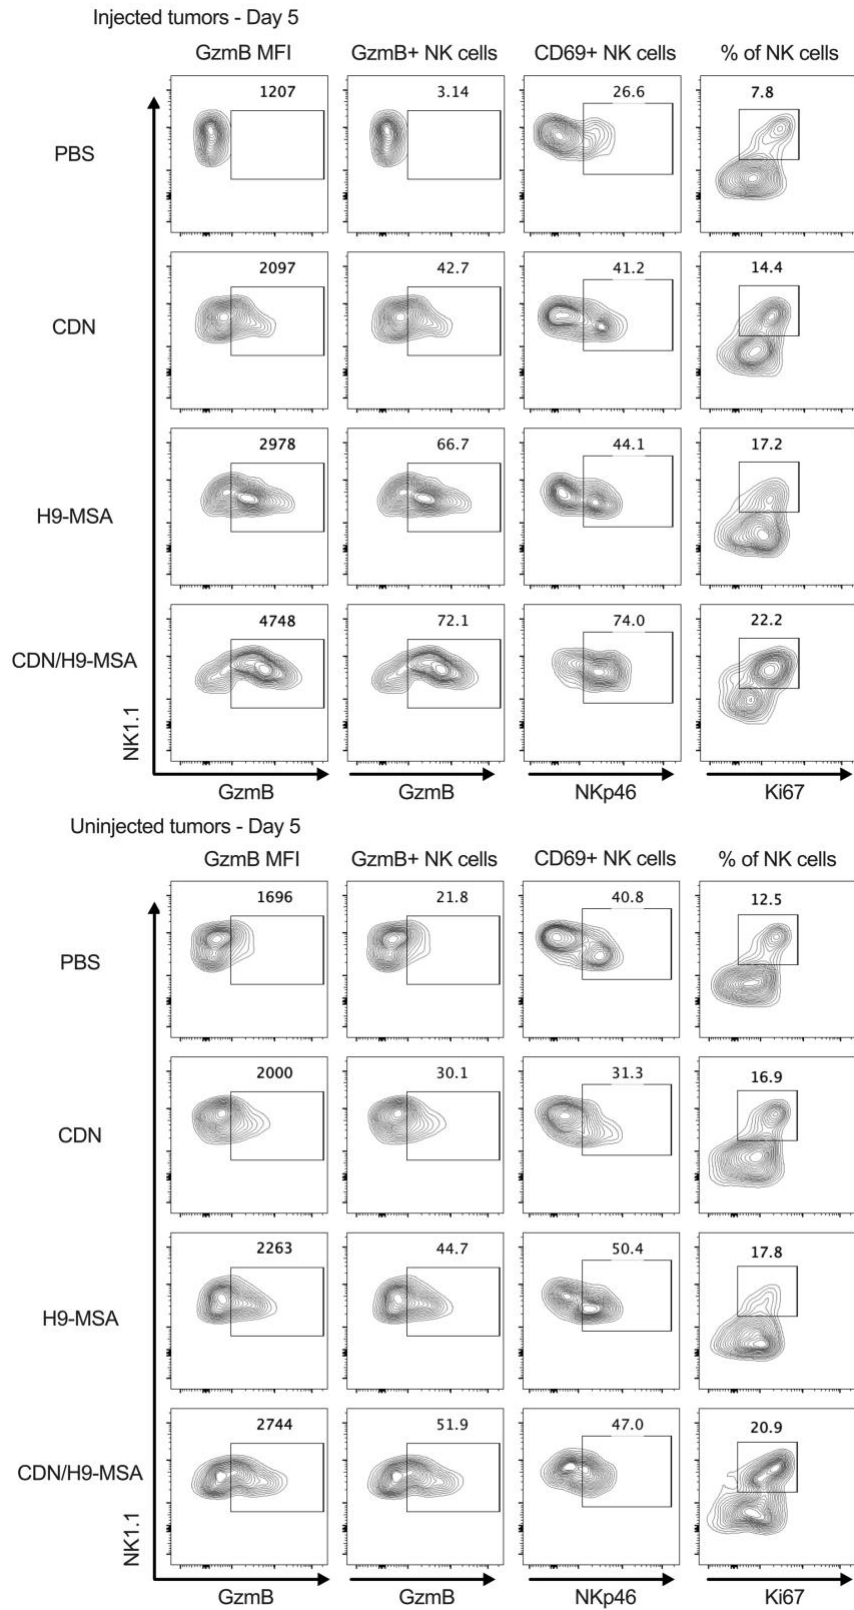 Injected tumors - Day 5
GzmB MFI GzmB+ NK cells CD69+ NK cells % of NK cells
PBS 1207 3.14 26.6 7.8
CDN 2097 42.7 41.2 14.4
H9-MSA 2978 66.7 44.1 17.2
CDN/H9-MSA 4748 72.1 74.0 22.2
NK1.1
GzmB GzmB NKp46 Ki67
Uninjected tumors - Day 5
GzmB MFI GzmB+ NK cells CD69+ NK cells % of NK cells
PBS 1696 21.8 40.8 12.5
CDN 2000 30.1 31.3 16.9
H9-MSA 2263 44.7 50.4 17.8
CDN/H9-MSA 2744 51.9 47.0 20.9
NK1.1
GzmB GzmB NKp46 Ki67